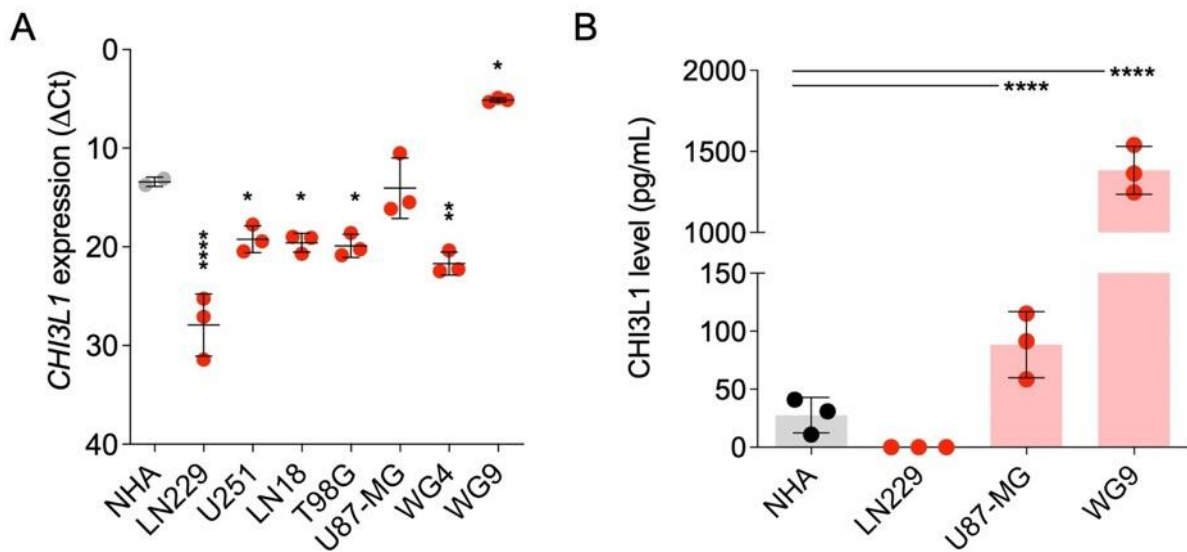 A
CHI3L1 expression (ΔCt)
0
10
20
30
40
*
****
*
*
*
**
NHA
LN229
U251
LN18
T98G
U87-MG
WG4
WG9
B
CHI3L1 level (pg/mL)
2000
1500
1000
150
100
50
0
****
****
NHA
LN229
U87-MG
WG9